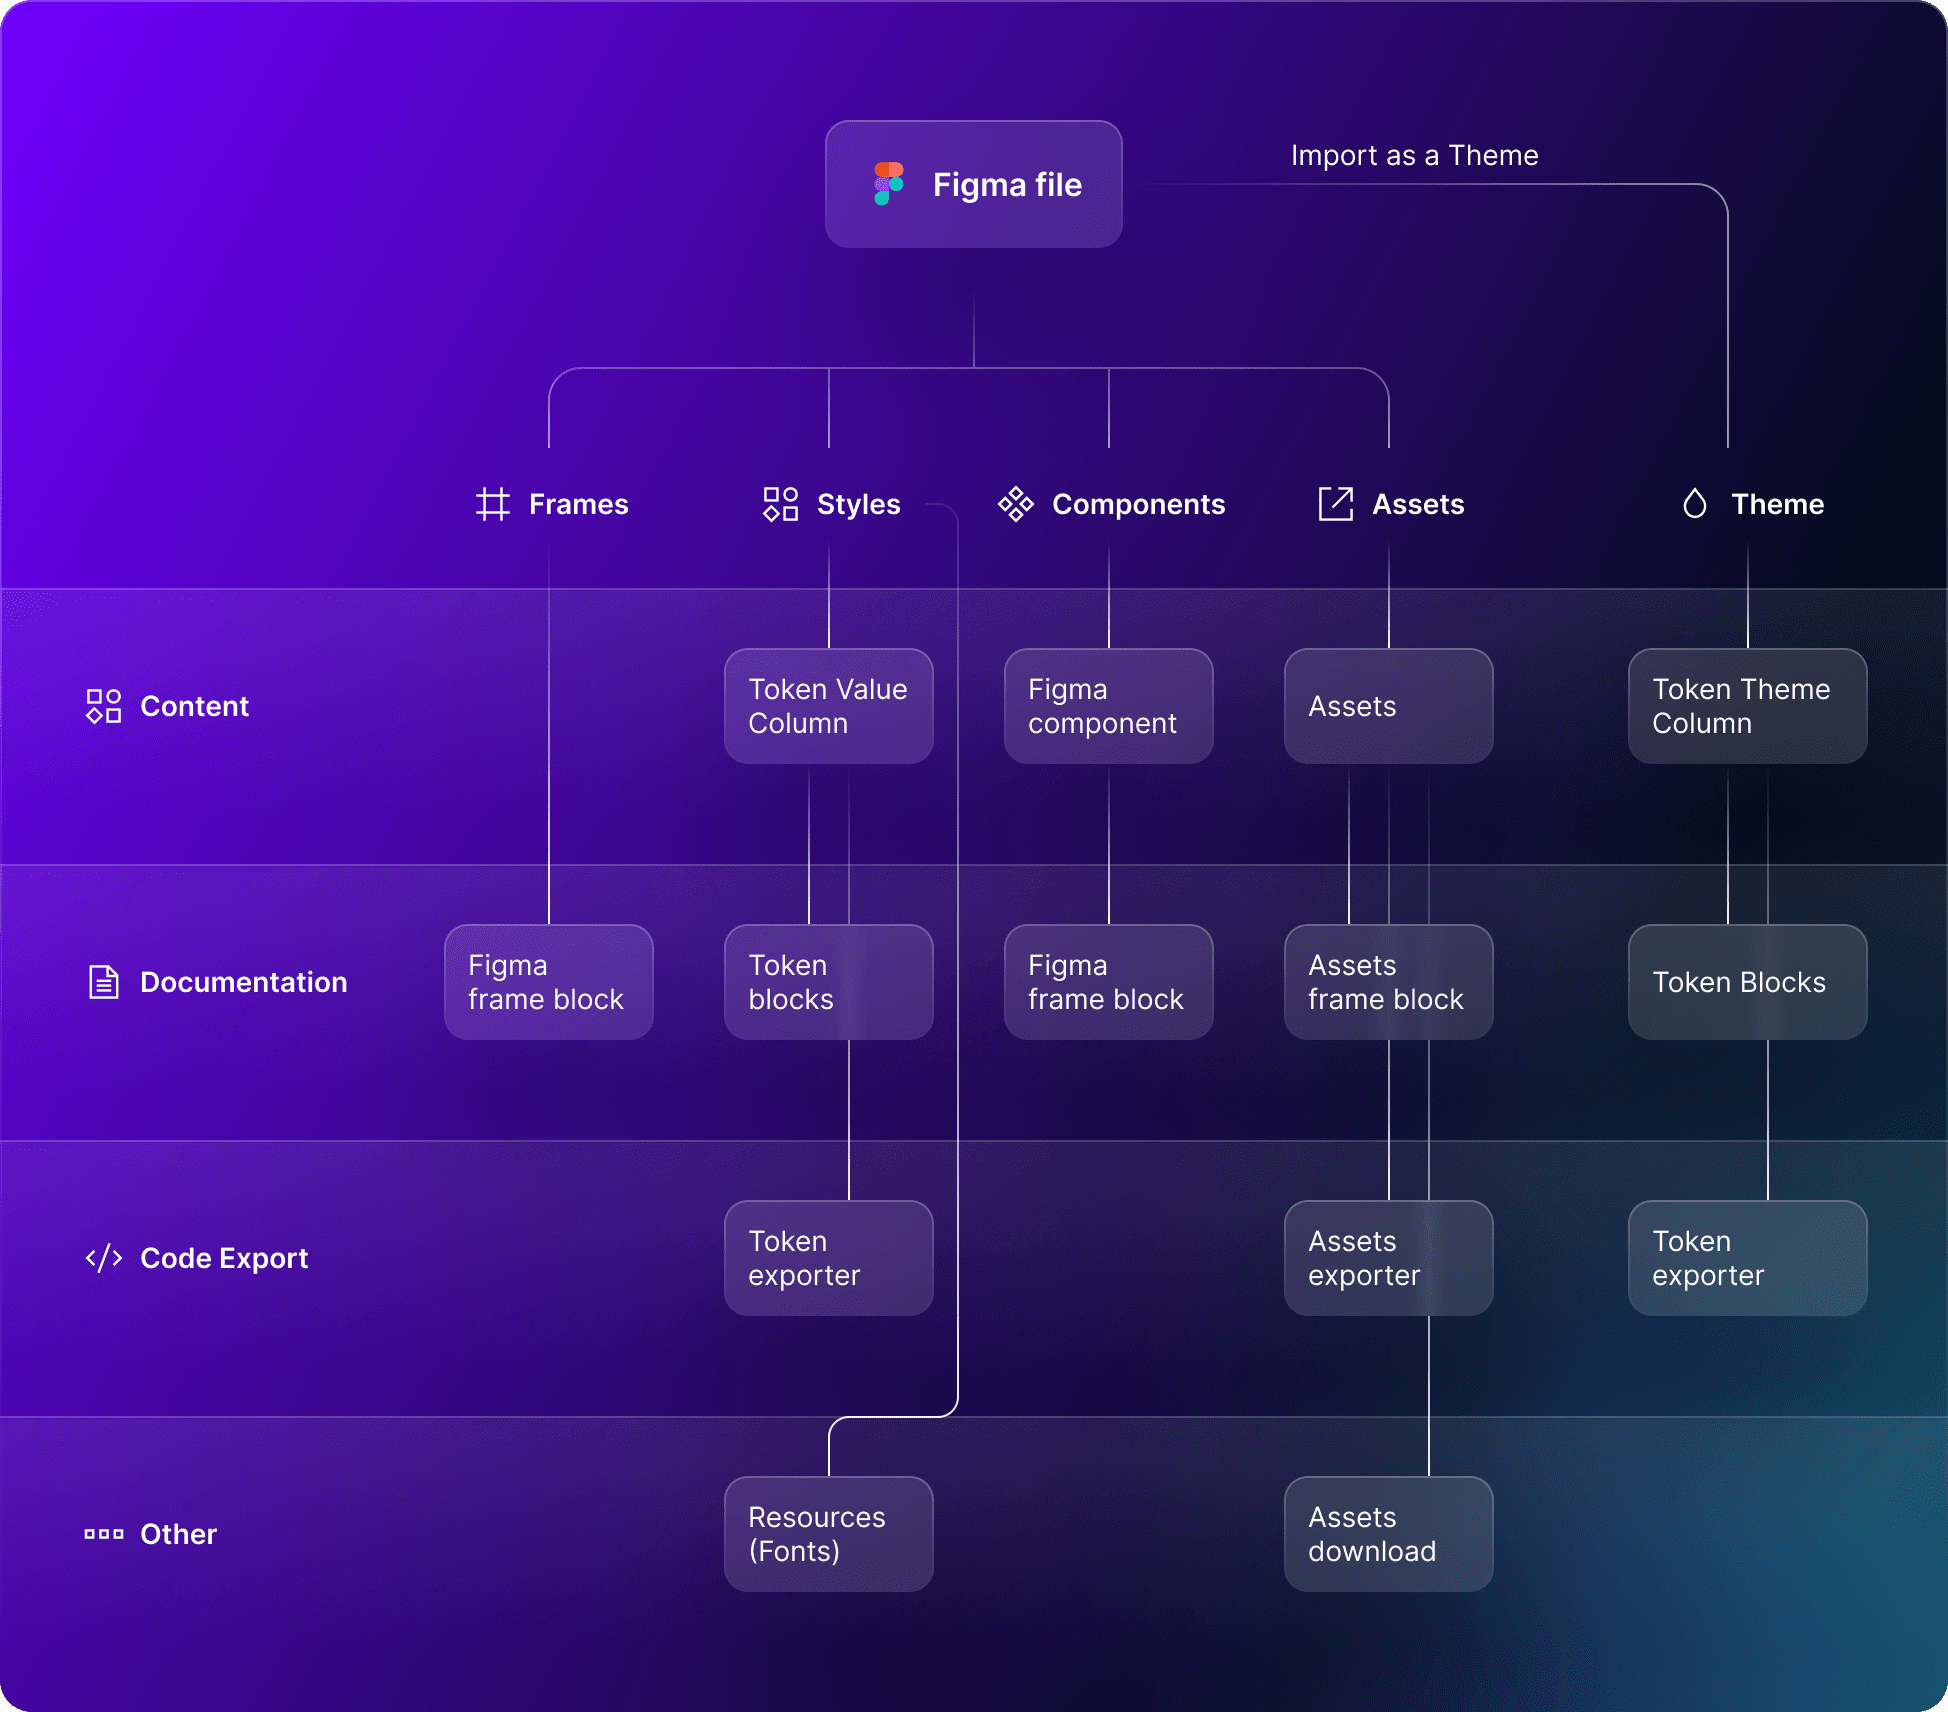 Figma file
Import as a Theme
Frames
Styles
Components
Assets
Theme
Content
Token Value
Column
Figma
component
Assets
Token Theme
Column
Documentation
Figma
frame block
Token
blocks
Figma
frame block
Assets
frame block
Token Blocks
Code Export
Token
exporter
Assets
exporter
Token
exporter
Other
Resources
(Fonts)
Assets
download